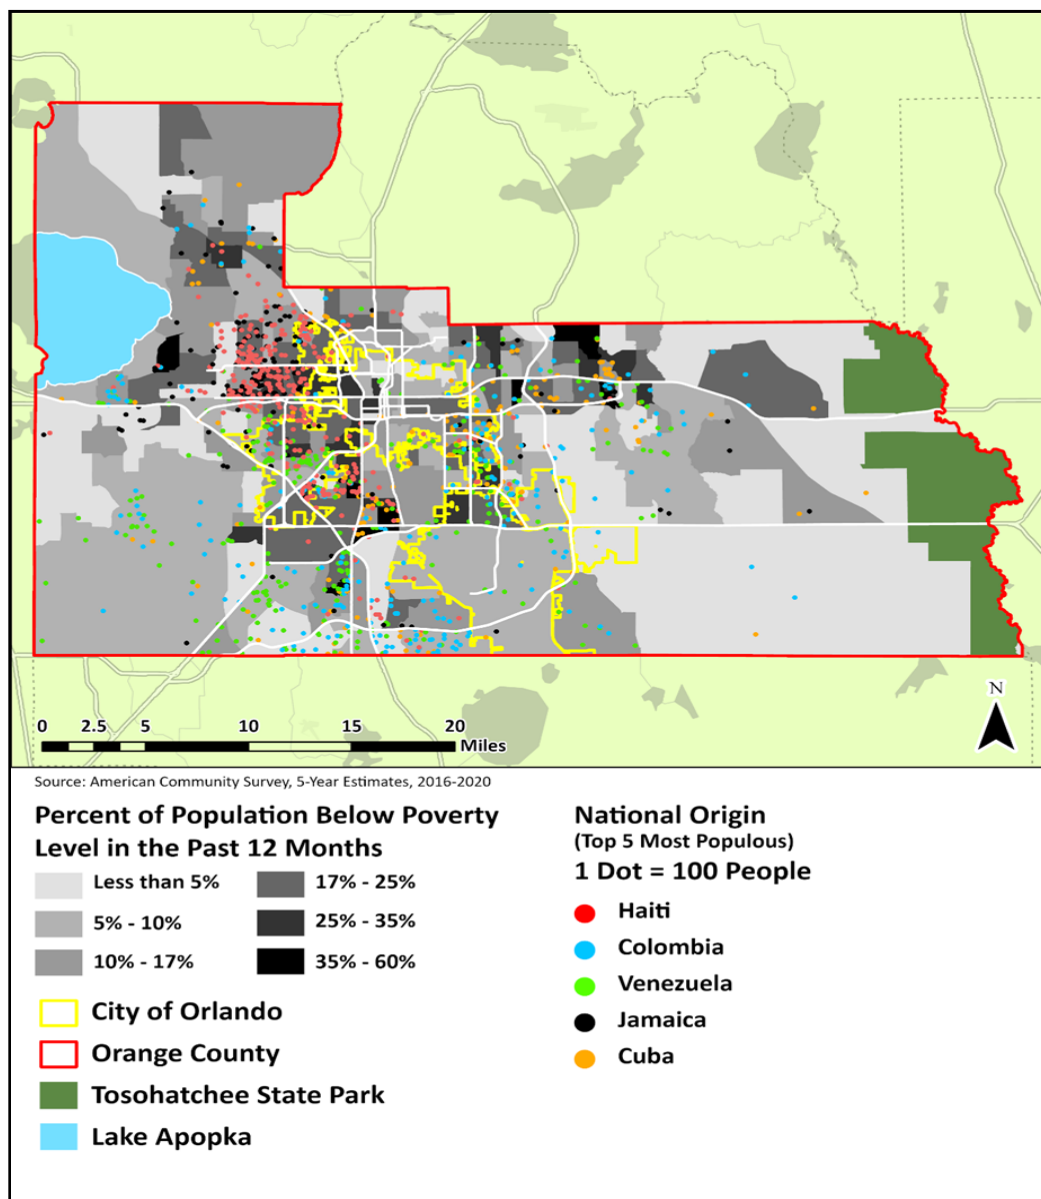 N
0 2.5 5 10 15 20
Miles
Source: American Community Survey, 5-Year Estimates, 2016-2020
Percent of Population Below Poverty
Level in the Past 12 Months
Less than 5%
5% - 10%
10% - 17%
17% - 25%
25% - 35%
35% - 60%
City of Orlando
Orange County
Tosohatchee State Park
Lake Apopka
National Origin
(Top 5 Most Populous)
1 Dot = 100 People
Haiti
Colombia
Venezuela
Jamaica
Cuba